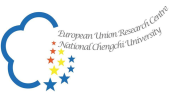 European Union Research Centre
National Chengchi University